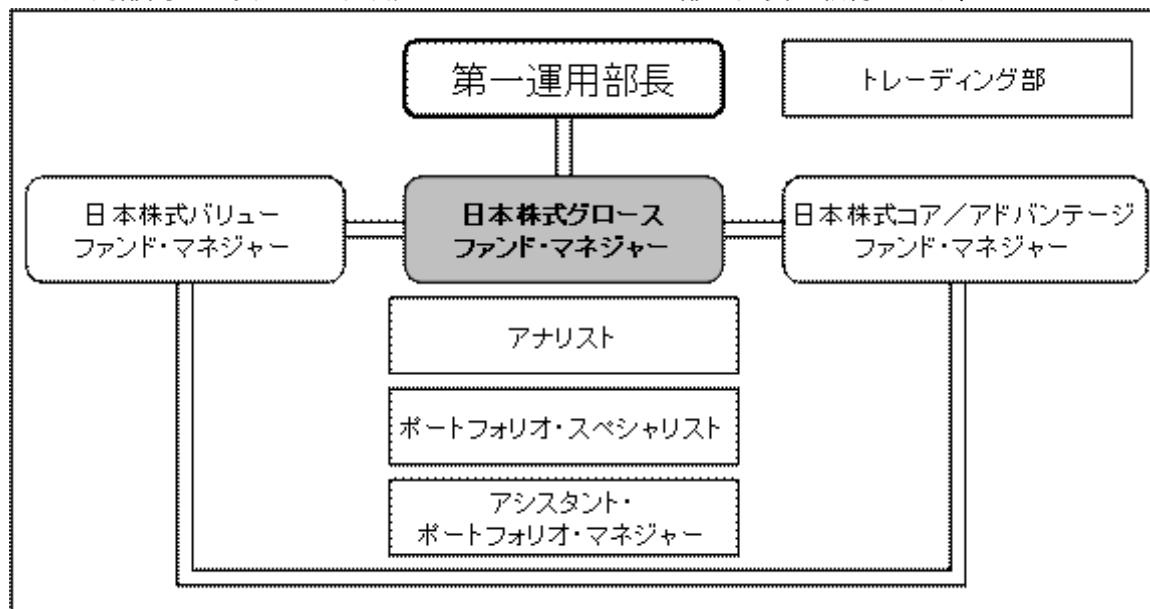 第一運用部長
トレーディング部
日本株式バリュー
ファンド・マネジャー
日本株式グロース
ファンド・マネジャー
日本株式コア／アドバンテージ
ファンド・マネジャー
アナリスト
ポートフォリオ・スペシャリスト
アシスタント・
ポートフォリオ・マネジャー